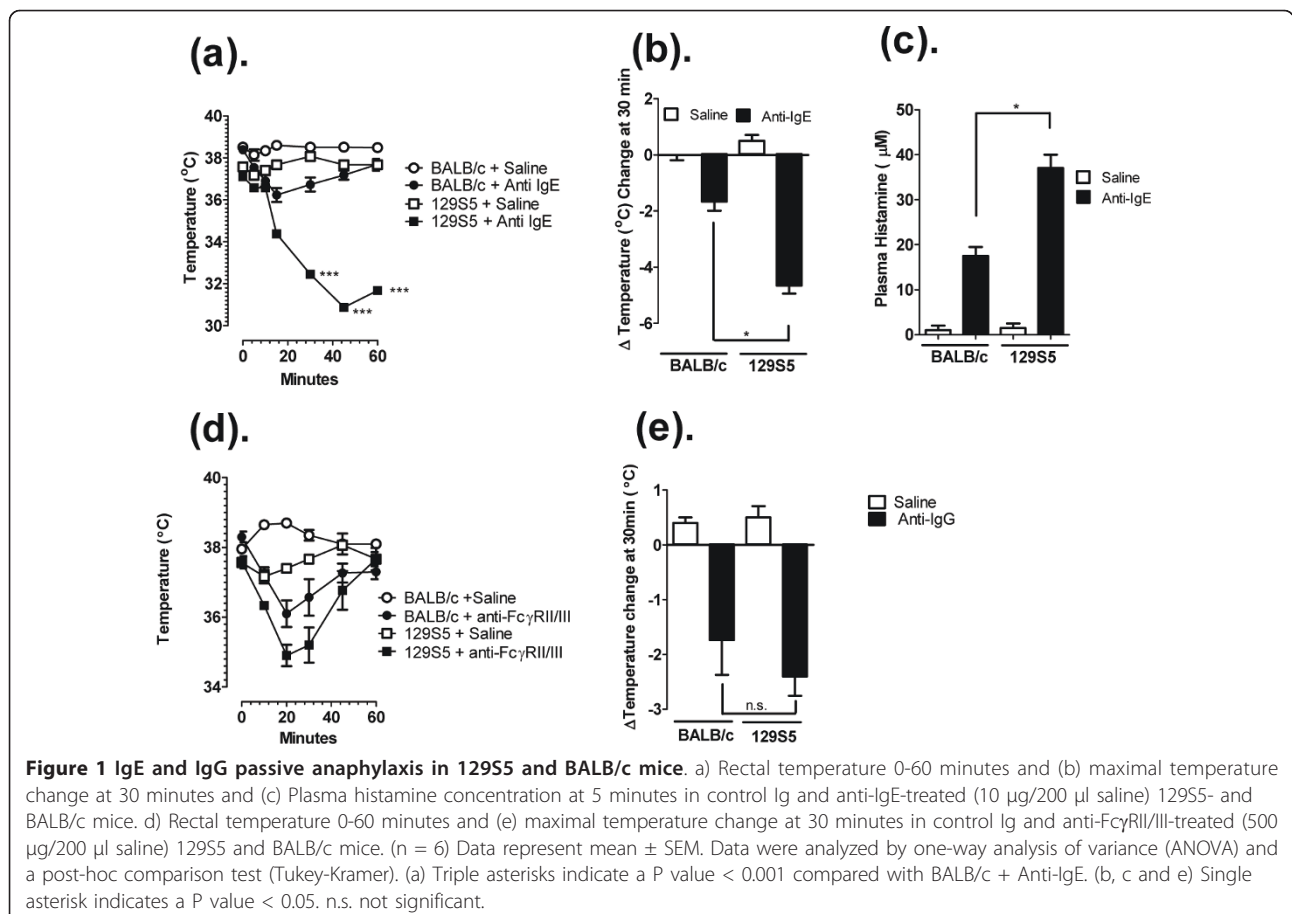 (a).
40
38
36
34
32
30
Temperature (°C)
0 20 40 60
Minutes
BALB/c + Saline
BALB/c + Anti IgE
129S5 + Saline
129S5 + Anti IgE
***
***
***
(b).
2
0
-2
-4
-6
Δ Temperature (°C) Change at 30 min
Saline
Anti-IgE
*
BALB/c 129S5
(c).
50
40
30
20
10
0
Plasma Histamine ( µM)
*
Saline
Anti-IgE
BALB/c 129S5
(d).
40
38
36
34
Temperature (°C)
0 20 40 60
Minutes
BALB/c +Saline
BALB/c + anti-FcγRII/III
129S5 + Saline
129S5 + anti-FcγRII/III
(e).
1
0
-1
-2
-3
ΔTemperature change at 30min ( °C)
n.s.
BALB/c 129S5
Saline
Anti-IgG
Figure 1 IgE and IgG passive anaphylaxis in 129S5 and BALB/c mice. a) Rectal temperature 0-60 minutes and (b) maximal temperature
change at 30 minutes and (c) Plasma histamine concentration at 5 minutes in control Ig and anti-IgE-treated (10 µg/200 µl saline) 129S5- and
BALB/c mice. d) Rectal temperature 0-60 minutes and (e) maximal temperature change at 30 minutes in control Ig and anti-FcγRII/III-treated (500
µg/200 µl saline) 129S5 and BALB/c mice. (n = 6) Data represent mean ± SEM. Data were analyzed by one-way analysis of variance (ANOVA) and
a post-hoc comparison test (Tukey-Kramer). (a) Triple asterisks indicate a P value < 0.001 compared with BALB/c + Anti-IgE. (b, c and e) Single
asterisk indicates a P value < 0.05. n.s. not significant.